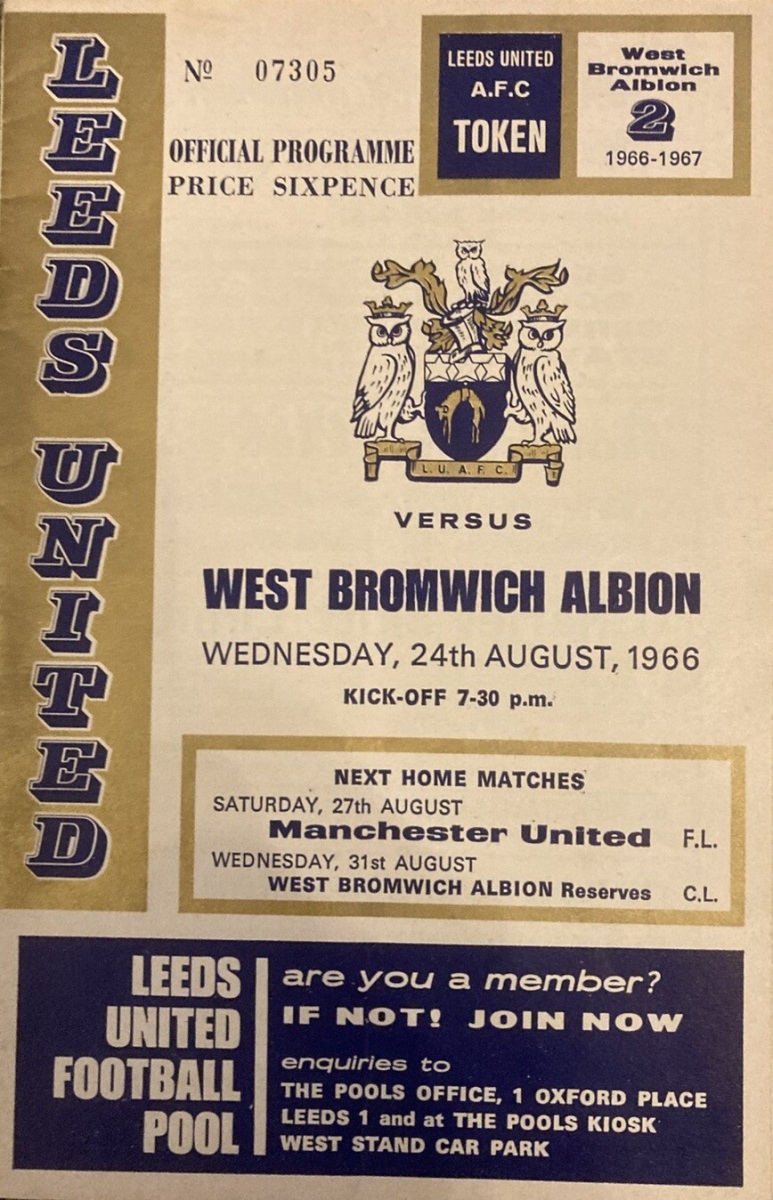 LEEDS UNITED
Nº 07305
OFFICIAL PROGRAMME
PRICE SIXPENCE
LEEDS UNITED
A.F.C
TOKEN
West
Bromwich
Albion
2
1966-1967
L. U. A. F. C.
VERSUS
WEST BROMWICH ALBION
WEDNESDAY, 24th AUGUST, 1966
KICK-OFF 7-30 p.m.
NEXT HOME MATCHES
SATURDAY, 27th AUGUST
Manchester United F.L.
WEDNESDAY, 31st AUGUST
WEST BROMWICH ALBION Reserves C.L.
LEEDS
UNITED
FOOTBALL
POOL
are you a member?
IF NOT! JOIN NOW
enquiries to
THE POOLS OFFICE, 1 OXFORD PLACE
LEEDS 1 and at THE POOLS KIOSK
WEST STAND CAR PARK